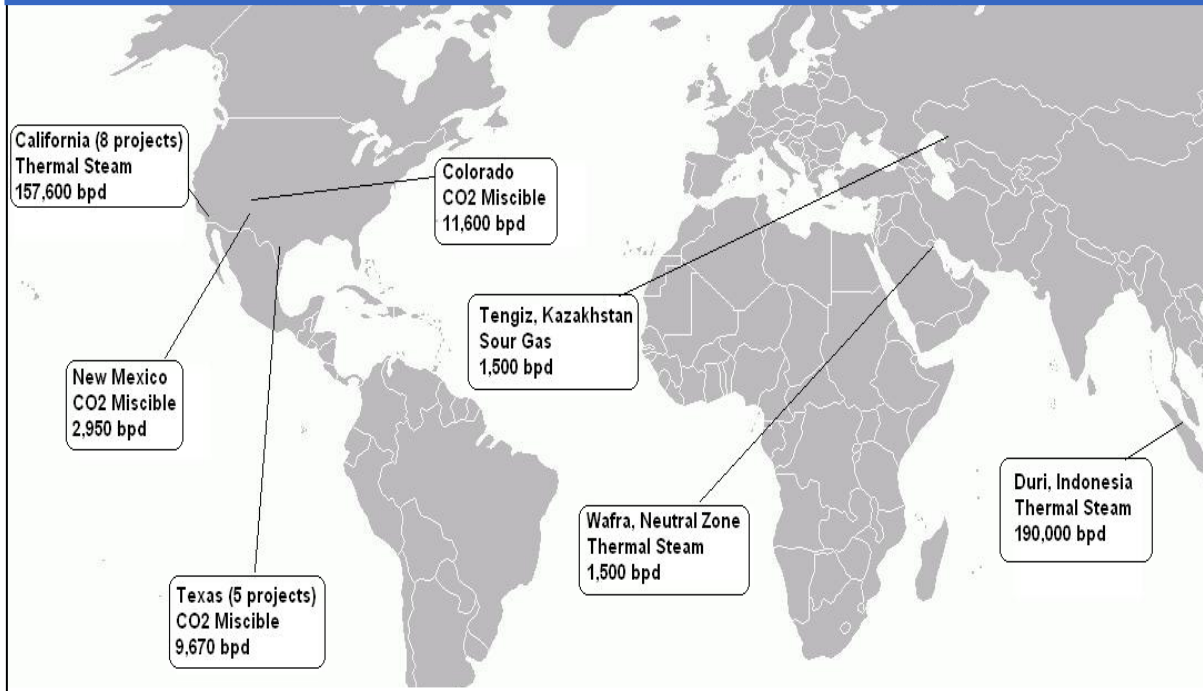 California (8 projects)
Thermal Steam
157,600 bpd
Colorado
CO2 Miscible
11,600 bpd
Tengiz, Kazakhstan
Sour Gas
1,500 bpd
New Mexico
CO2 Miscible
2,950 bpd
Duri, Indonesia
Thermal Steam
190,000 bpd
Wafra, Neutral Zone
Thermal Steam
1,500 bpd
Texas (5 projects)
CO2 Miscible
9,670 bpd